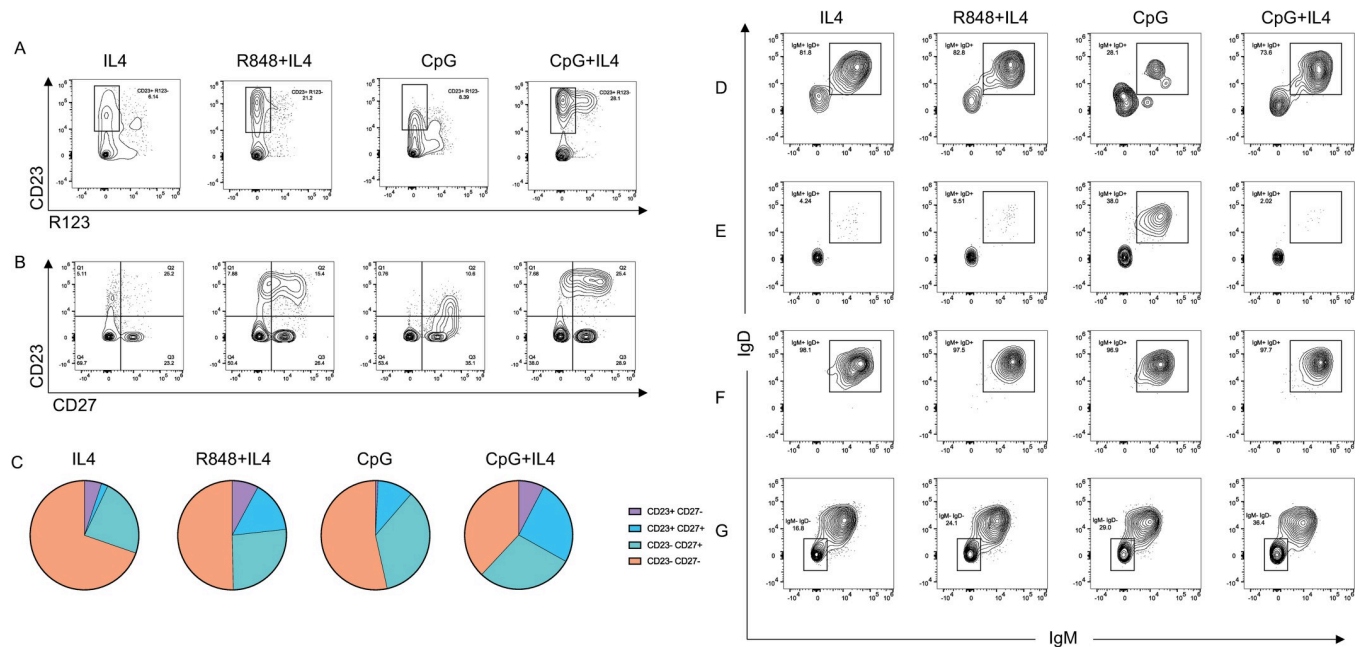 A
IL4
R848+IL4
CpG
CpG+IL4
CD23+ R123-
6.14
CD23+ R123-
21.2
CD23+ R123-
8.39
CD23+ R123-
28.1
CD23
R123
B
Q1
5.11
Q2
25.2
Q4
69.7
Q3
23.2
Q1
7.88
Q2
15.4
Q4
50.4
Q3
26.4
Q1
0.76
Q2
10.8
Q4
53.4
Q3
35.1
Q1
7.68
Q2
25.4
Q4
38.0
Q3
28.9
CD23
CD27
C
IL4
R848+IL4
CpG
CpG+IL4
CD23+ CD27-
CD23+ CD27+
CD23- CD27+
CD23- CD27-
IL4
R848+IL4
CpG
CpG+IL4
D
IgM+ IgD+
81.8
IgM+ IgD+
82.8
IgM+ IgD+
28.1
IgM+ IgD+
73.6
E
IgM+ IgD+
4.24
IgM+ IgD+
5.51
IgM+ IgD+
38.0
IgM+ IgD+
2.02
F
IgM+ IgD+
98.1
IgM+ IgD+
97.5
IgM+ IgD+
96.9
IgM+ IgD+
97.7
G
IgM- IgD-
16.8
IgM- IgD-
24.1
IgM- IgD-
29.0
IgM- IgD-
36.4
IgD
IgM